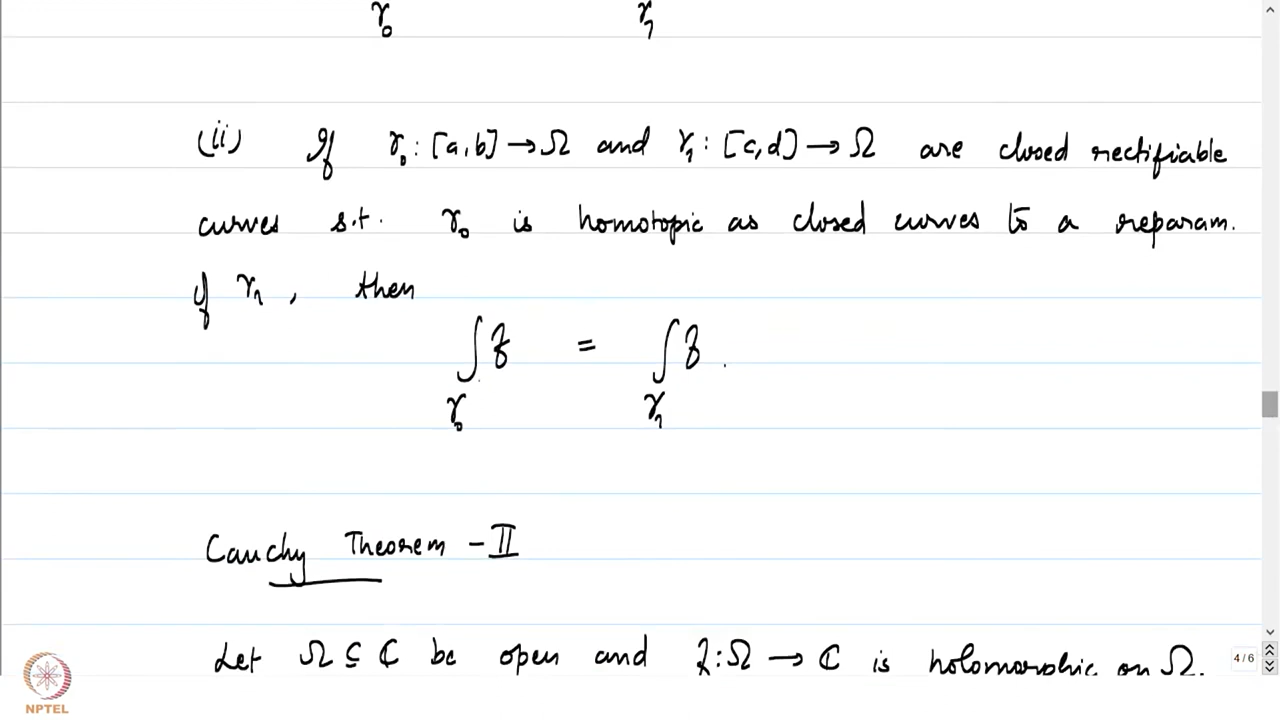 γ₀ γ₁
(ii) If γ₀ : [a,b] → Ω and γ₁ : [c,d] → Ω are closed rectifiable
curves s.t. γ₀ is homotopic as closed curves to a reparam.
of γ₁ , then
∫ f = ∫ f .
γ₀ γ₁
Cauchy Theorem - II
Let Ω ⊆ ℂ be open and f : Ω → ℂ is holomorphic on Ω.
4 / 6
NPTEL